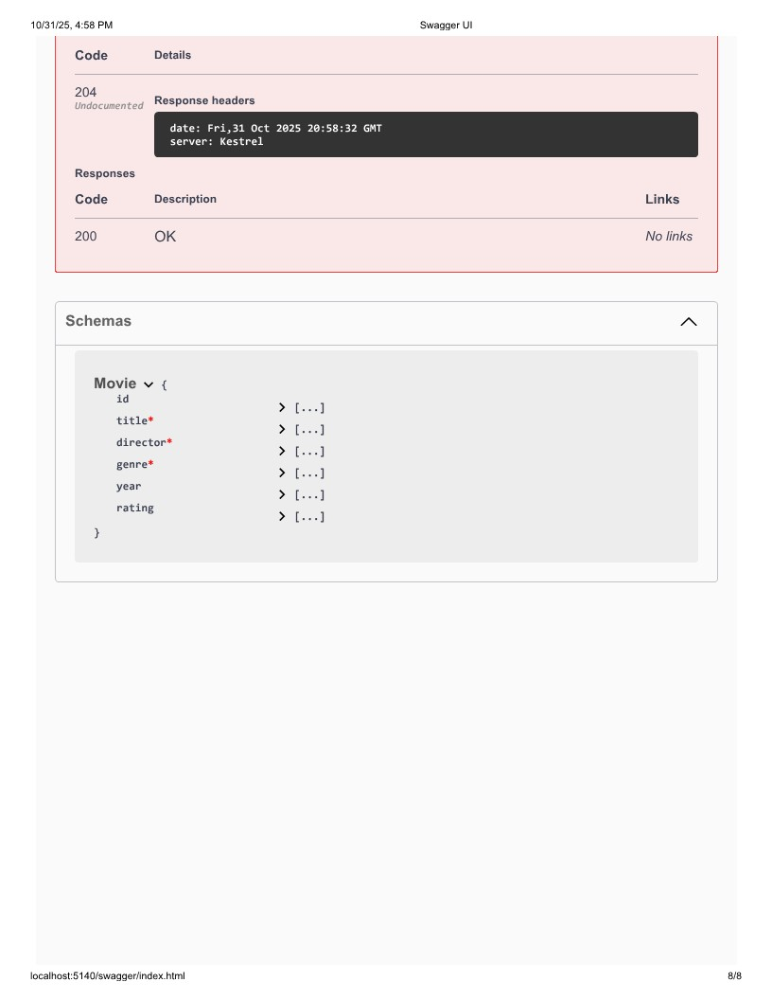 10/31/25, 4:58 PM Swagger UI
Code Details
204
Undocumented
Response headers
date: Fri,31 Oct 2025 20:58:32 GMT
server: Kestrel
Responses
Code Description Links
200 OK No links
Schemas
Movie {
id [...]
title* [...]
director* [...]
genre* [...]
year [...]
rating [...]
}
localhost:5140/swagger/index.html 8/8